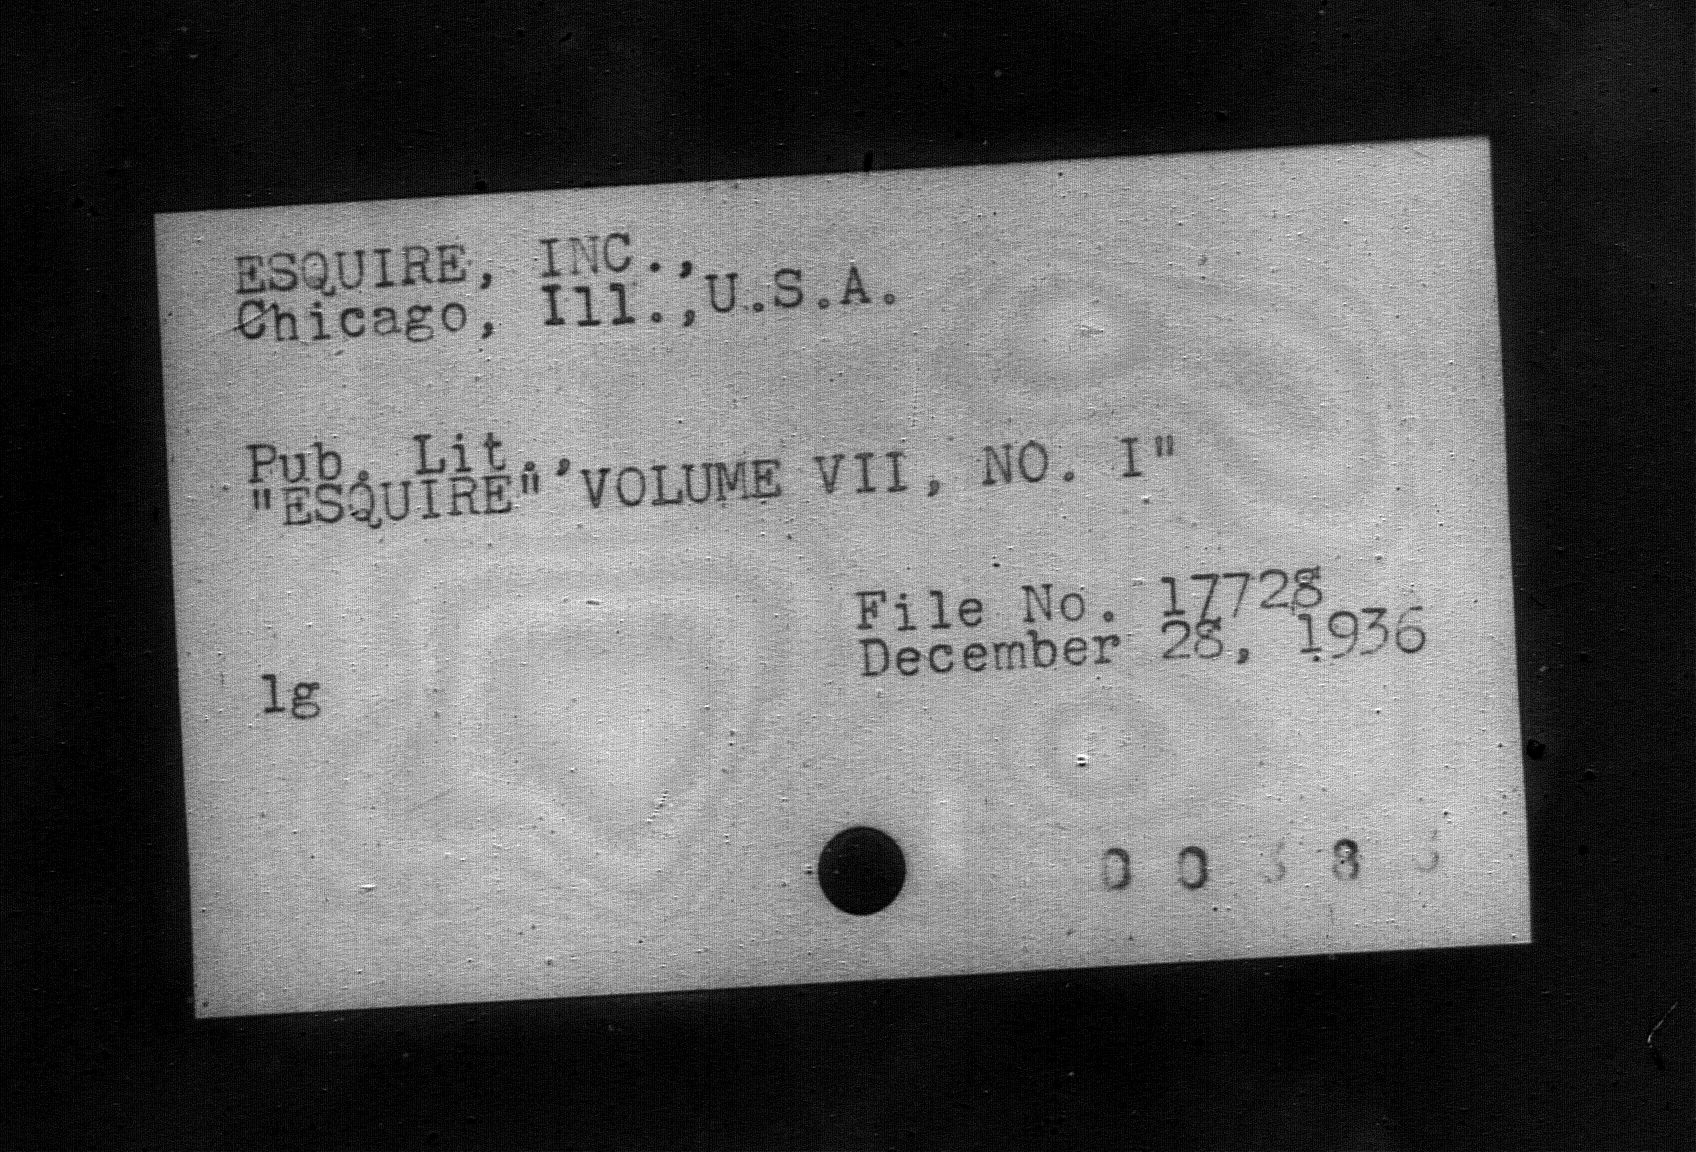 ESQUIRE, INC.,
Chicago, Ill.,U.S.A.
Pub. Lit.,
"ESQUIRE" VOLUME VII, NO. I"
File No. 17728
December 28, 1936
lg